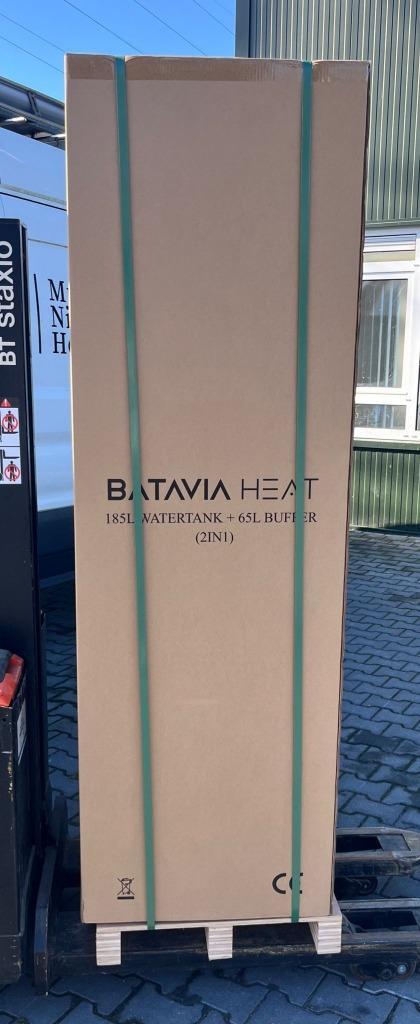 BT staxio
BATAVIA HEAT
185L WATERTANK + 65L BUFFER
(2IN1)
CE